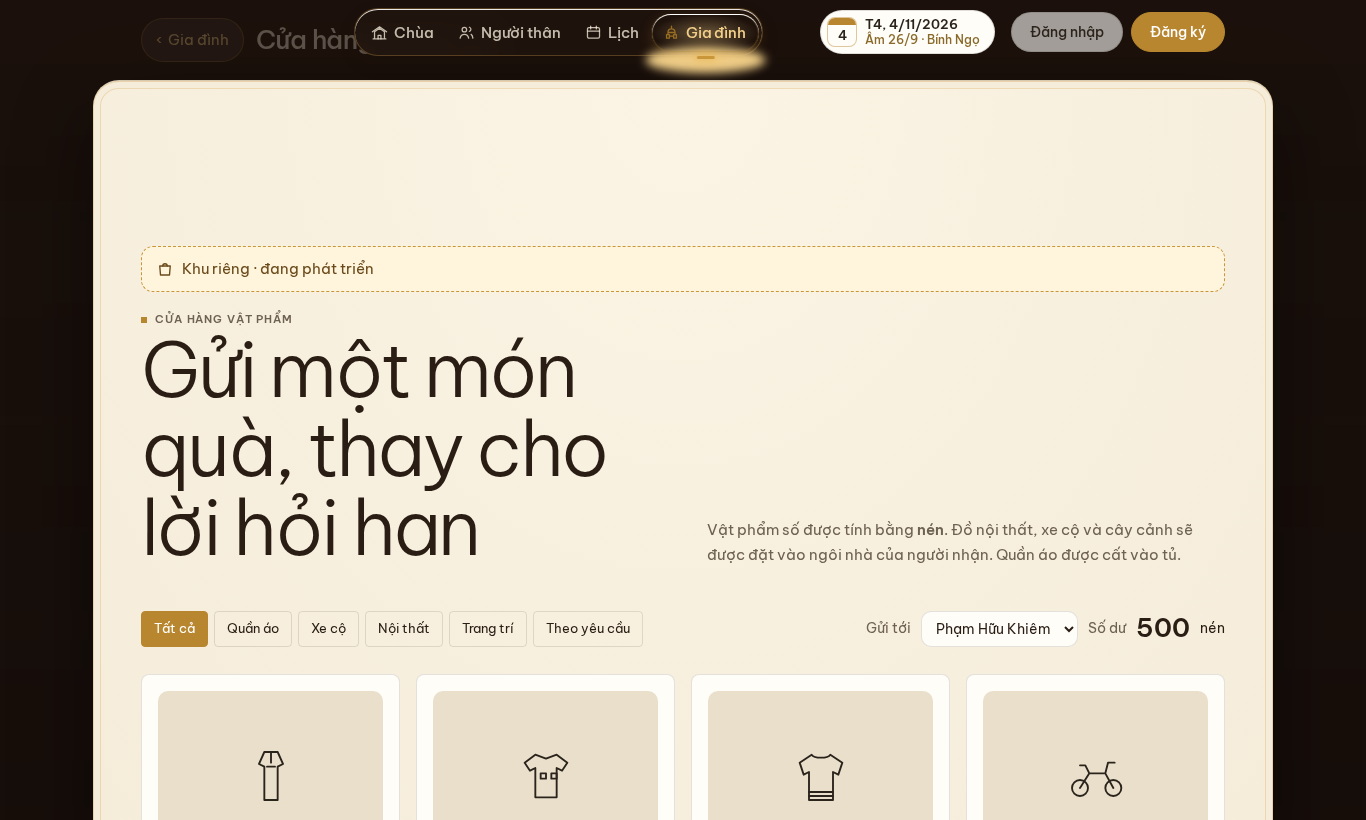 Gia đình
Cửa hàng
Chùa
Người thân
Lịch
Gia đình
4
T4, 4/11/2026
Âm 26/9 · Bính Ngọ
Đăng nhập
Đăng ký
Khu riêng · đang phát triển
CỬA HÀNG VẬT PHẨM
Gửi một món
quà, thay cho
lời hỏi han
Vật phẩm số được tính bằng nén. Đồ nội thất, xe cộ và cây cảnh sẽ
được đặt vào ngôi nhà của người nhận. Quần áo được cất vào tủ.
Tất cả
Quần áo
Xe cộ
Nội thất
Trang trí
Theo yêu cầu
Gửi tới
Phạm Hữu Khiêm
Số dư
500
nén